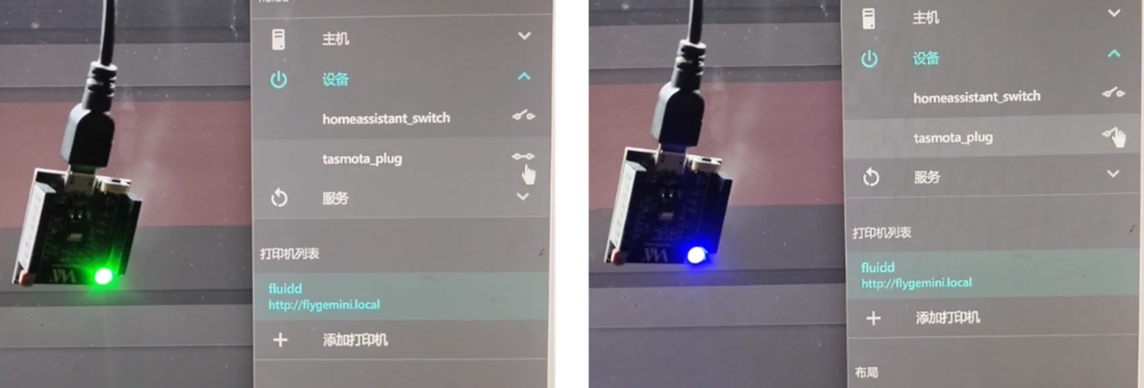 主机
设备
homeassistant_switch
tasmota_plug
服务
打印机列表
fluidd
http://flygemini.local
添加打印机
主机
设备
homeassistant_switch
tasmota_plug
服务
打印机列表
fluidd
http://flygemini.local
添加打印机
布局